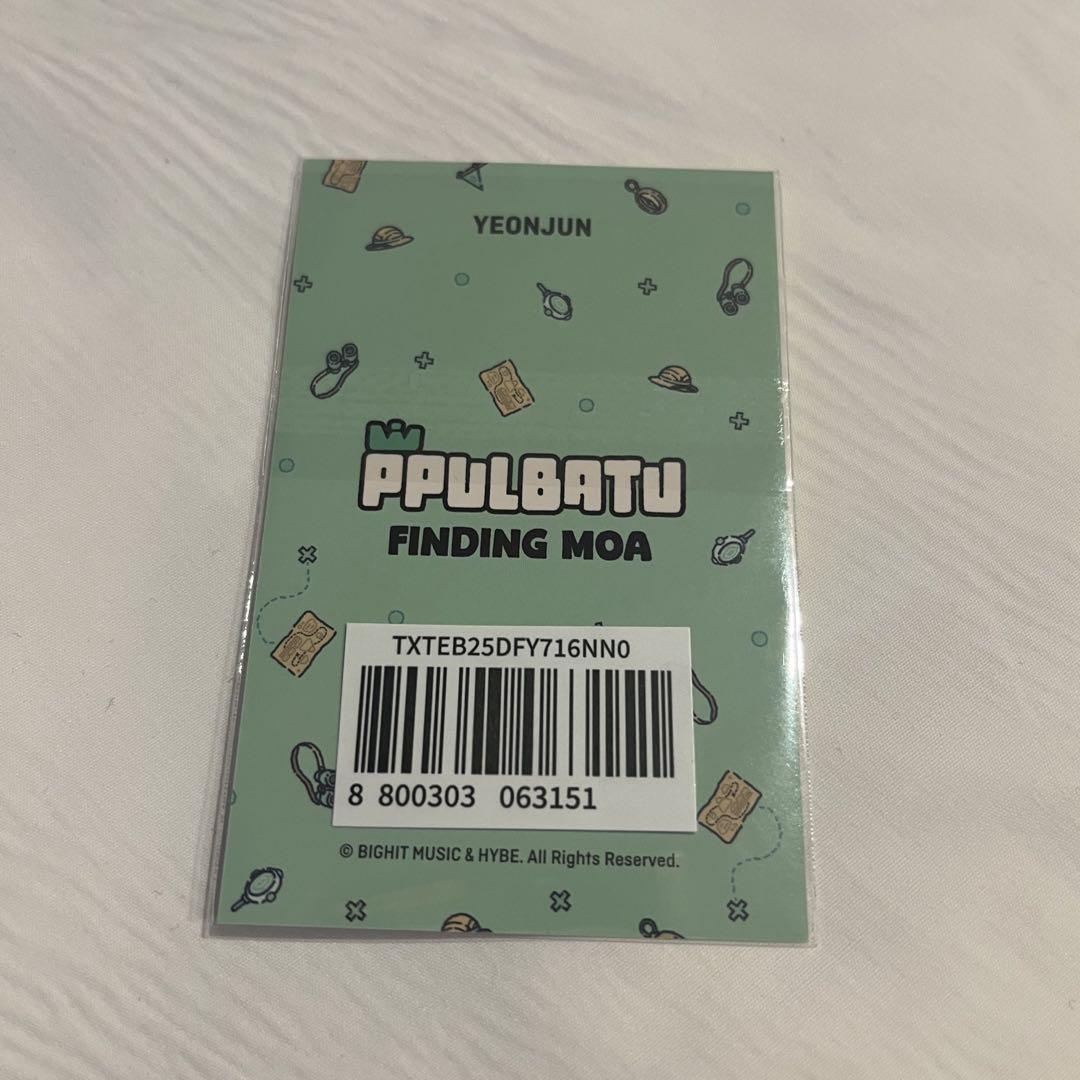 YEONJUN
PPULBATU
FINDING MOA
TXTEB25DFY716NN0
8 800303 063151
© BIGHIT MUSIC & HYBE. All Rights Reserved.